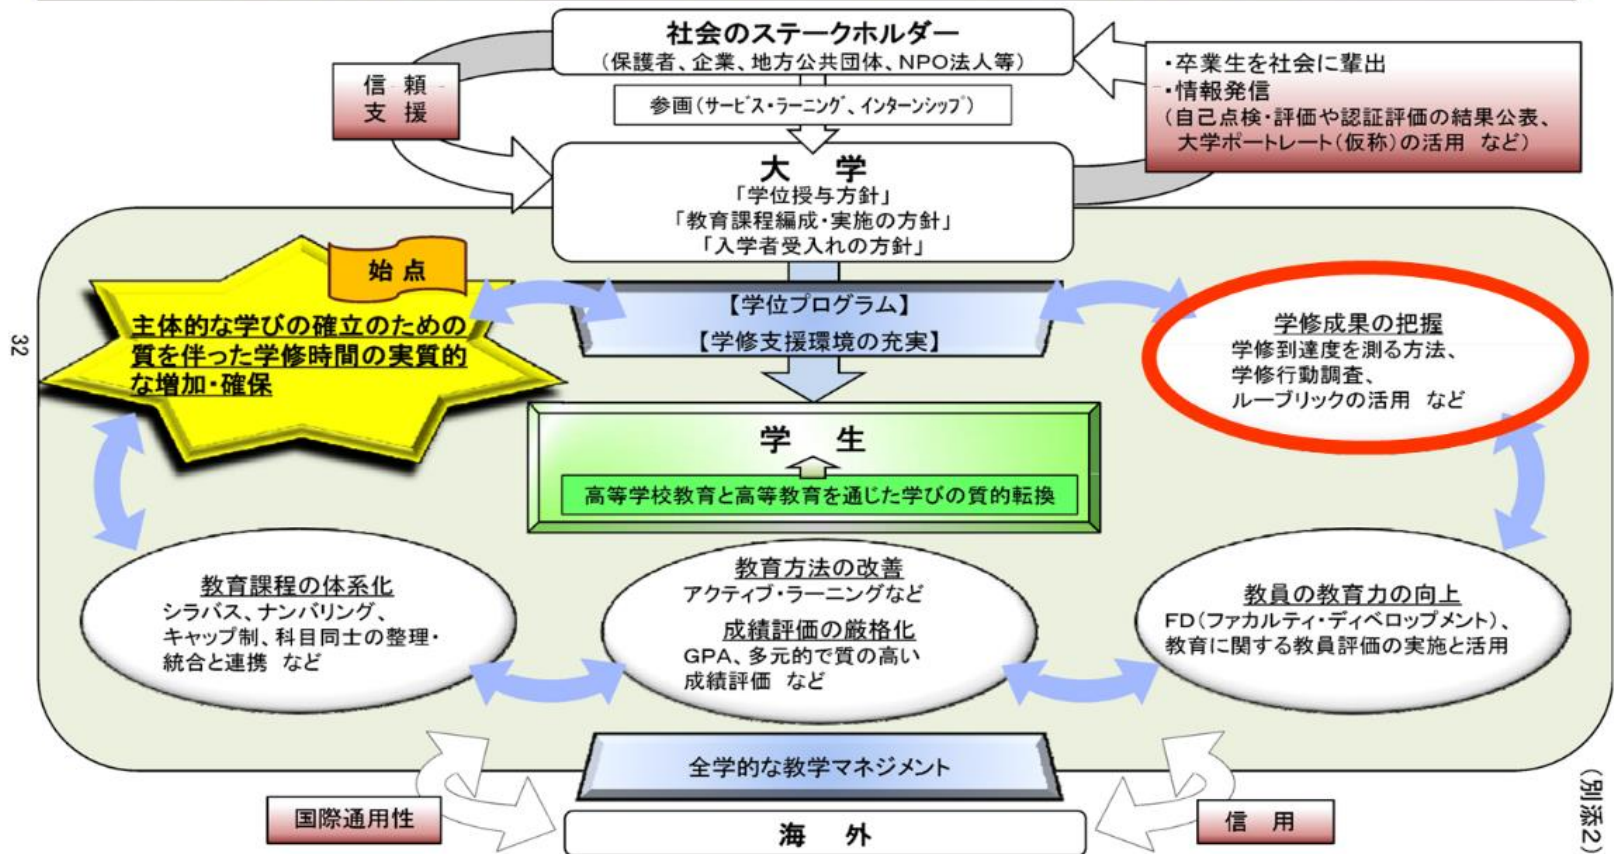 社会のステークホルダー
(保護者、企業、地方公共団体、NPO法人等)
信 頼
支 援
参画(サービス・ラーニング、インターンシップ)
・卒業生を社会に輩出
・情報発信
(自己点検・評価や認証評価の結果公表、
大学ポートレート(仮称)の活用 など)
大 学
「学位授与方針」
「教育課程編成・実施の方針」
「入学者受入れの方針」
始 点
主体的な学びの確立のための
質を伴った学修時間の実質的
な増加・確保
【学位プログラム】
【学修支援環境の充実】
学修成果の把握
学修到達度を測る方法、
学修行動調査、
ルーブリックの活用 など
32
学 生
高等学校教育と高等教育を通じた学びの質的転換
教育課程の体系化
シラバス、ナンバリング、
キャップ制、科目同士の整理・
統合と連携 など
教育方法の改善
アクティブ・ラーニングなど
成績評価の厳格化
GPA、多元的で質の高い
成績評価 など
教員の教育力の向上
FD(ファカルティ・ディベロップメント)、
教育に関する教員評価の実施と活用
全学的な教学マネジメント
国際通用性
海 外
信 用
(別添2)